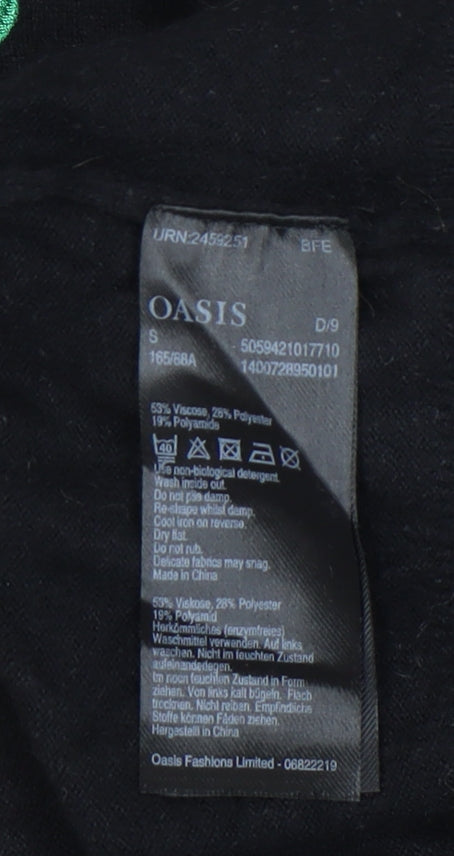 URN:2459251 BFE
OASIS
D/9
S 5059421017710
165/88A 1400728950101
53% Viscose, 28% Polyester
19% Polyamide
40
Use non-biological detergent.
Wash inside out.
Do not pas damp.
Re-shape whilst damp.
Cool iron on reverse.
Dry flat.
Do not rub.
Delicate fabrics may snag.
Made in China
53% Viskose, 28% Polyester
19% Polyamid
Herkömmliches (enzymfreies)
Waschmittel verwenden. Auf links
waschen. Nicht im feuchten Zustand
aufeinanderlegen.
Im noch feuchten Zustand in Form
ziehen. Von links kalt bügeln. Flach
trocknen. Nicht reiben. Empfindliche
Stoffe können Fäden ziehen.
Hergestellt in China
Oasis Fashions Limited - 06822219